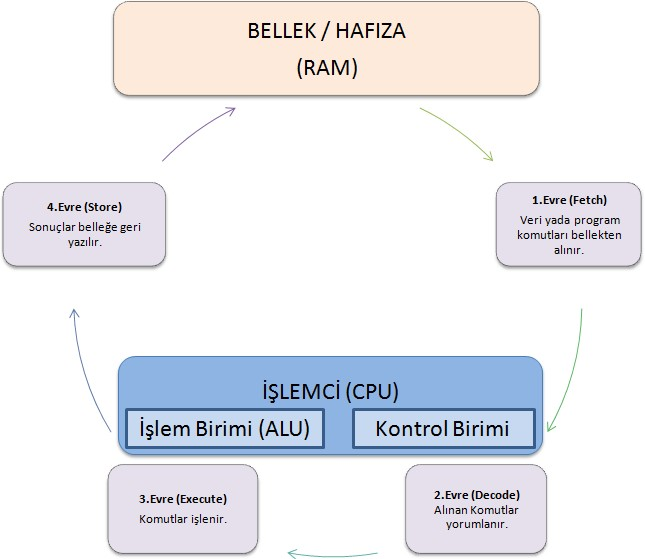 BELLEK / HAFIZA
(RAM)
1.Evre (Fetch)
Veri yada program
komutları bellekten
alınır.
4.Evre (Store)
Sonuçlar belleğe geri
yazılır.
İŞLEMCİ (CPU)
İşlem Birimi (ALU)
Kontrol Birimi
2.Evre (Decode)
Alınan Komutlar
yorumlanır.
3.Evre (Execute)
Komutlar işlenir.